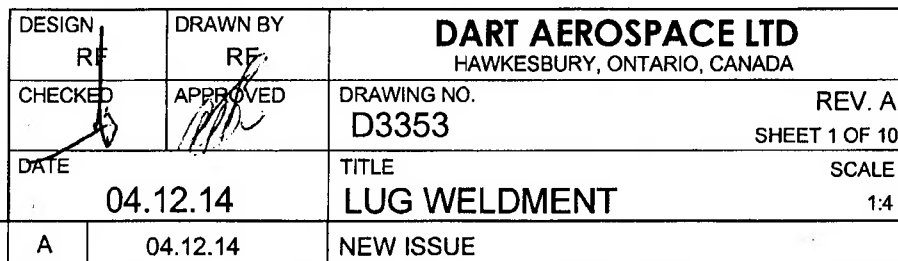 DESIGN
RF
DRAWN BY
RF
DART AEROSPACE LTD
HAWKESBURY, ONTARIO, CANADA
CHECKED
APPROVED
DRAWING NO.
D3353
REV. A
SHEET 1 OF 10
DATE
04.12.14
TITLE
LUG WELDMENT
SCALE
1:4
A 04.12.14 NEW ISSUE